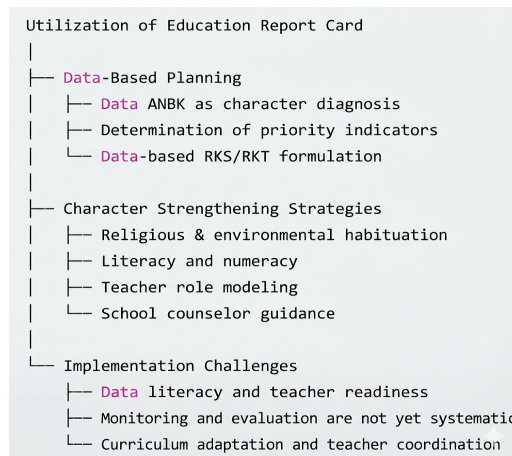 Utilization of Education Report Card
│
├── Data-Based Planning
│   ├── Data ANBK as character diagnosis
│   ├── Determination of priority indicators
│   └── Data-based RKS/RKT formulation
│
├── Character Strengthening Strategies
│   ├── Religious & environmental habituation
│   ├── Literacy and numeracy
│   ├── Teacher role modeling
│   └── School counselor guidance
│
└── Implementation Challenges
    ├── Data literacy and teacher readiness
    ├── Monitoring and evaluation are not yet systematic
    └── Curriculum adaptation and teacher coordination